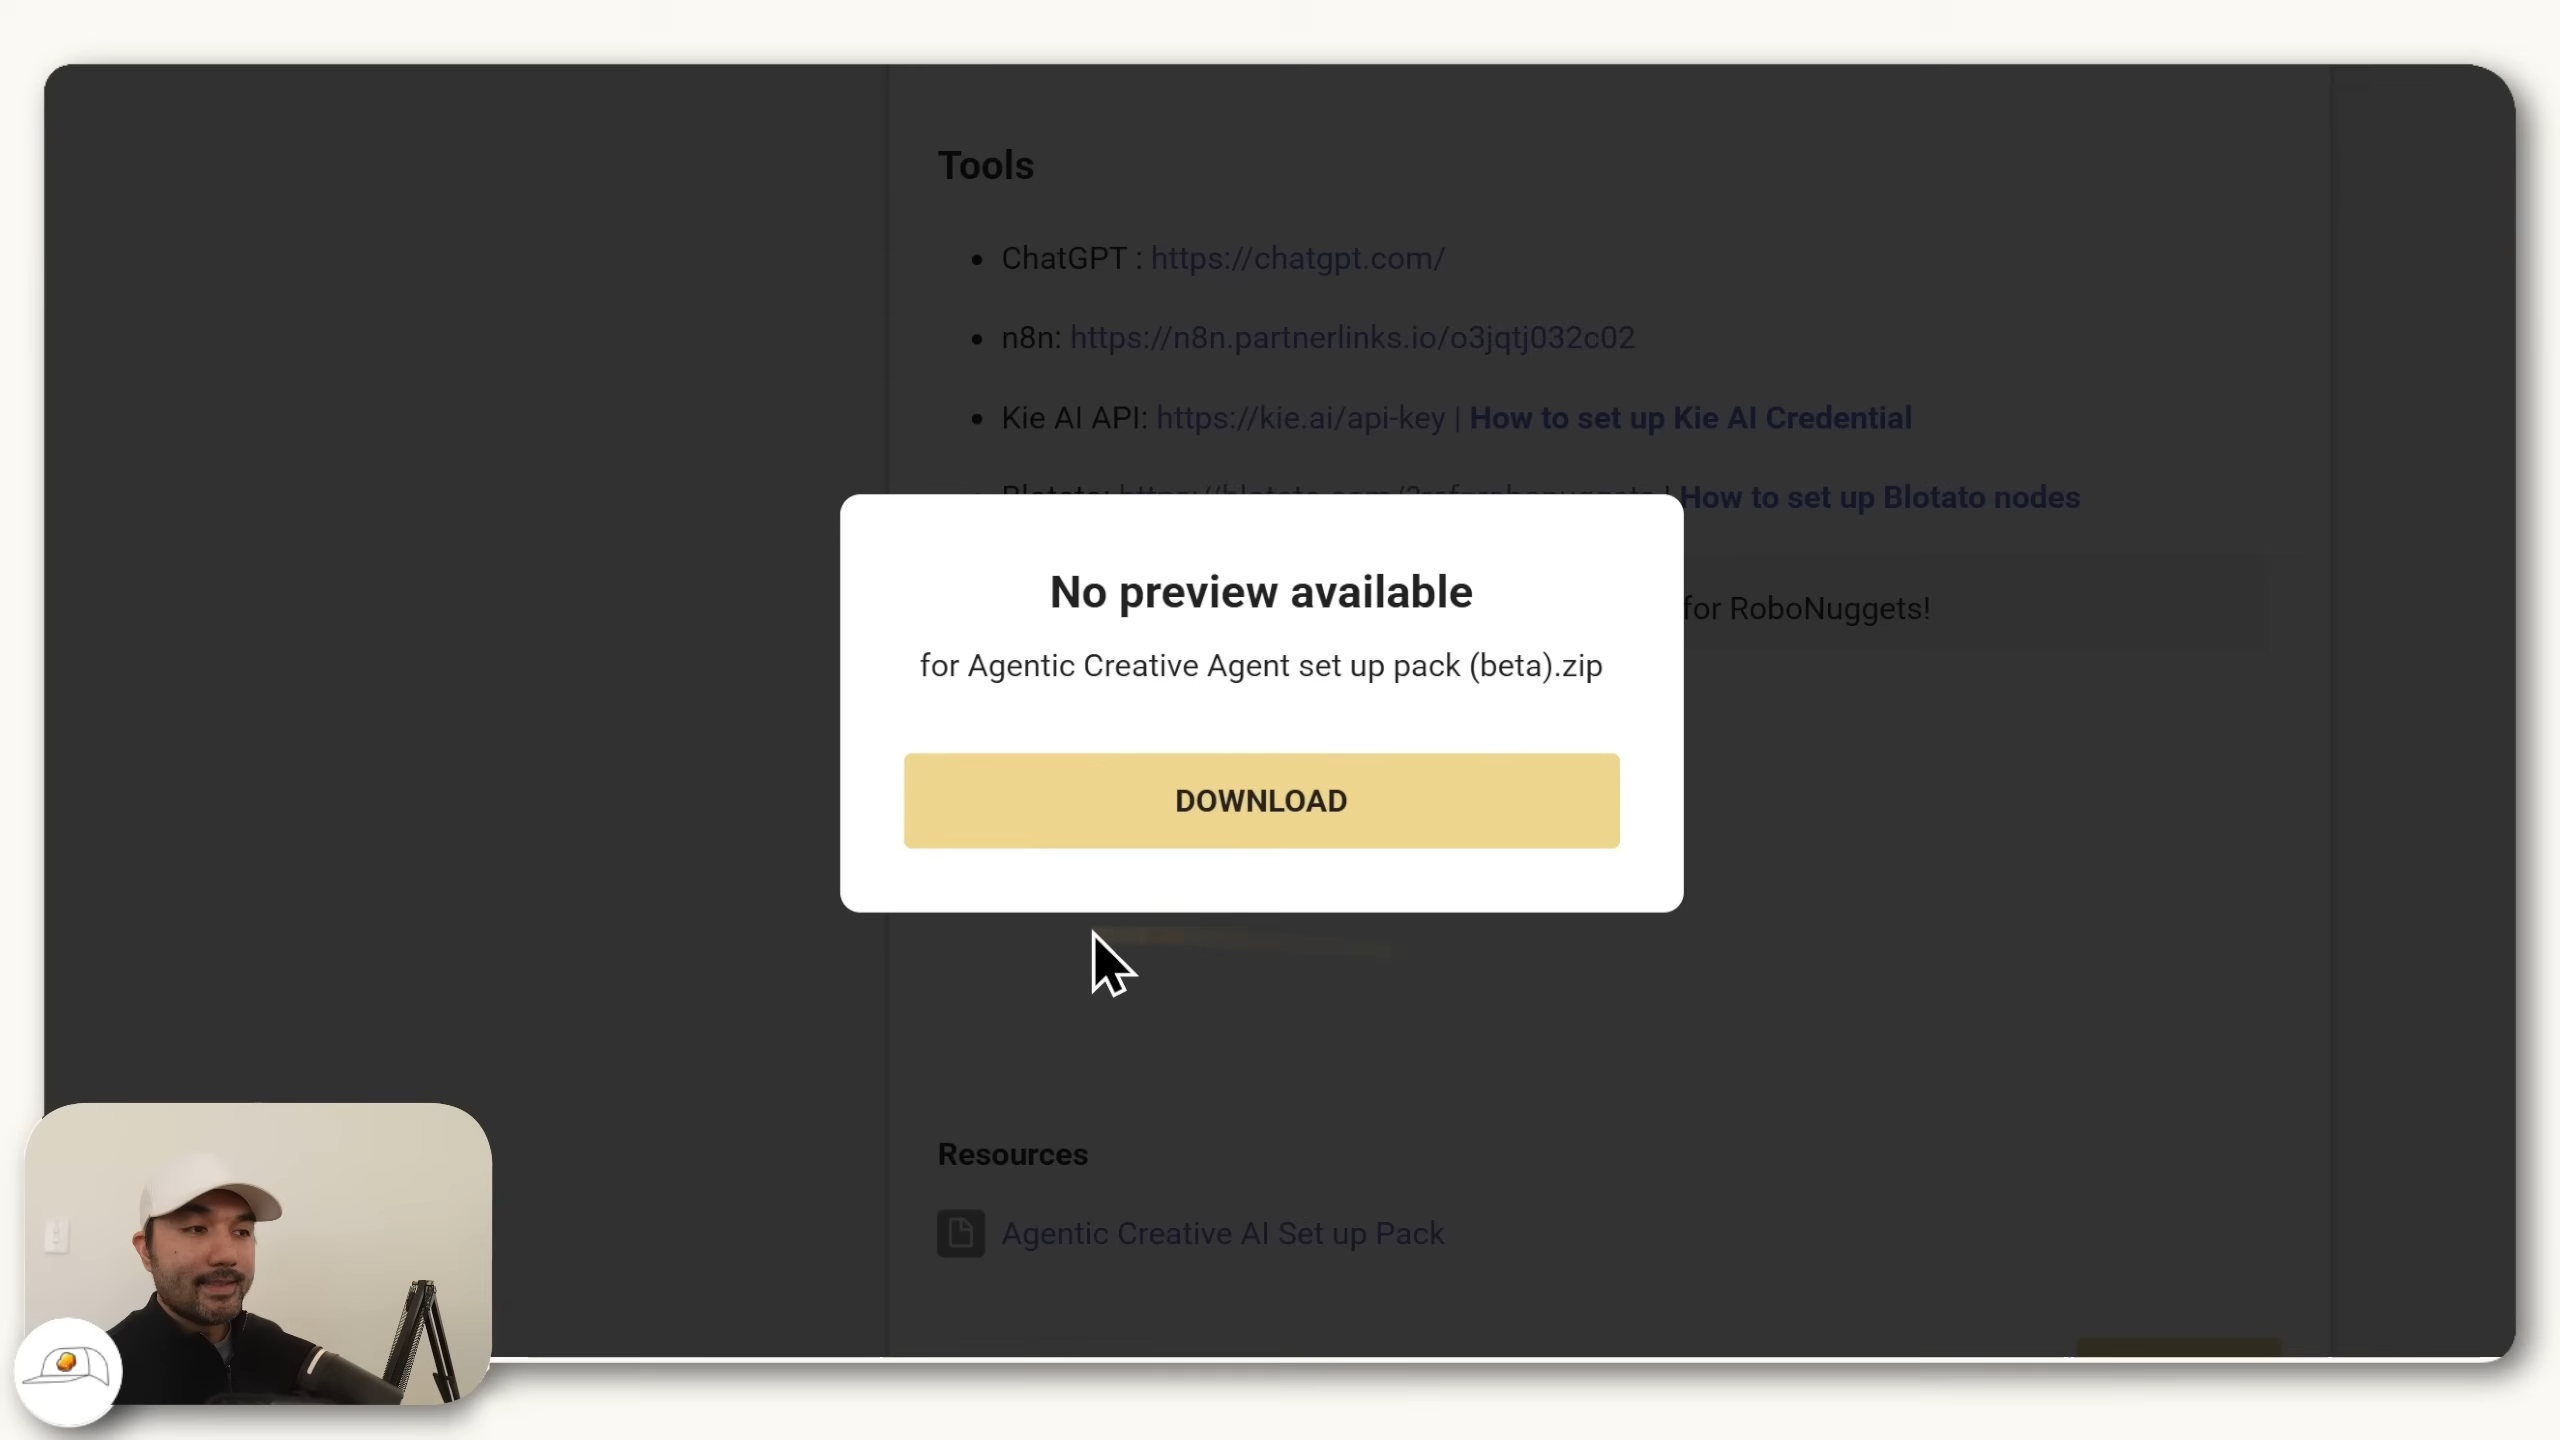 Tools
ChatGPT : https://chatgpt.com/
n8n: https://n8n.partnerlinks.io/o3jqtj032c02
Kie AI API: https://kie.ai/api-key | How to set up Kie AI Credential
How to set up Blotato nodes
No preview available
for RoboNuggets!
for Agentic Creative Agent set up pack (beta).zip
DOWNLOAD
Resources
Agentic Creative AI Set up Pack